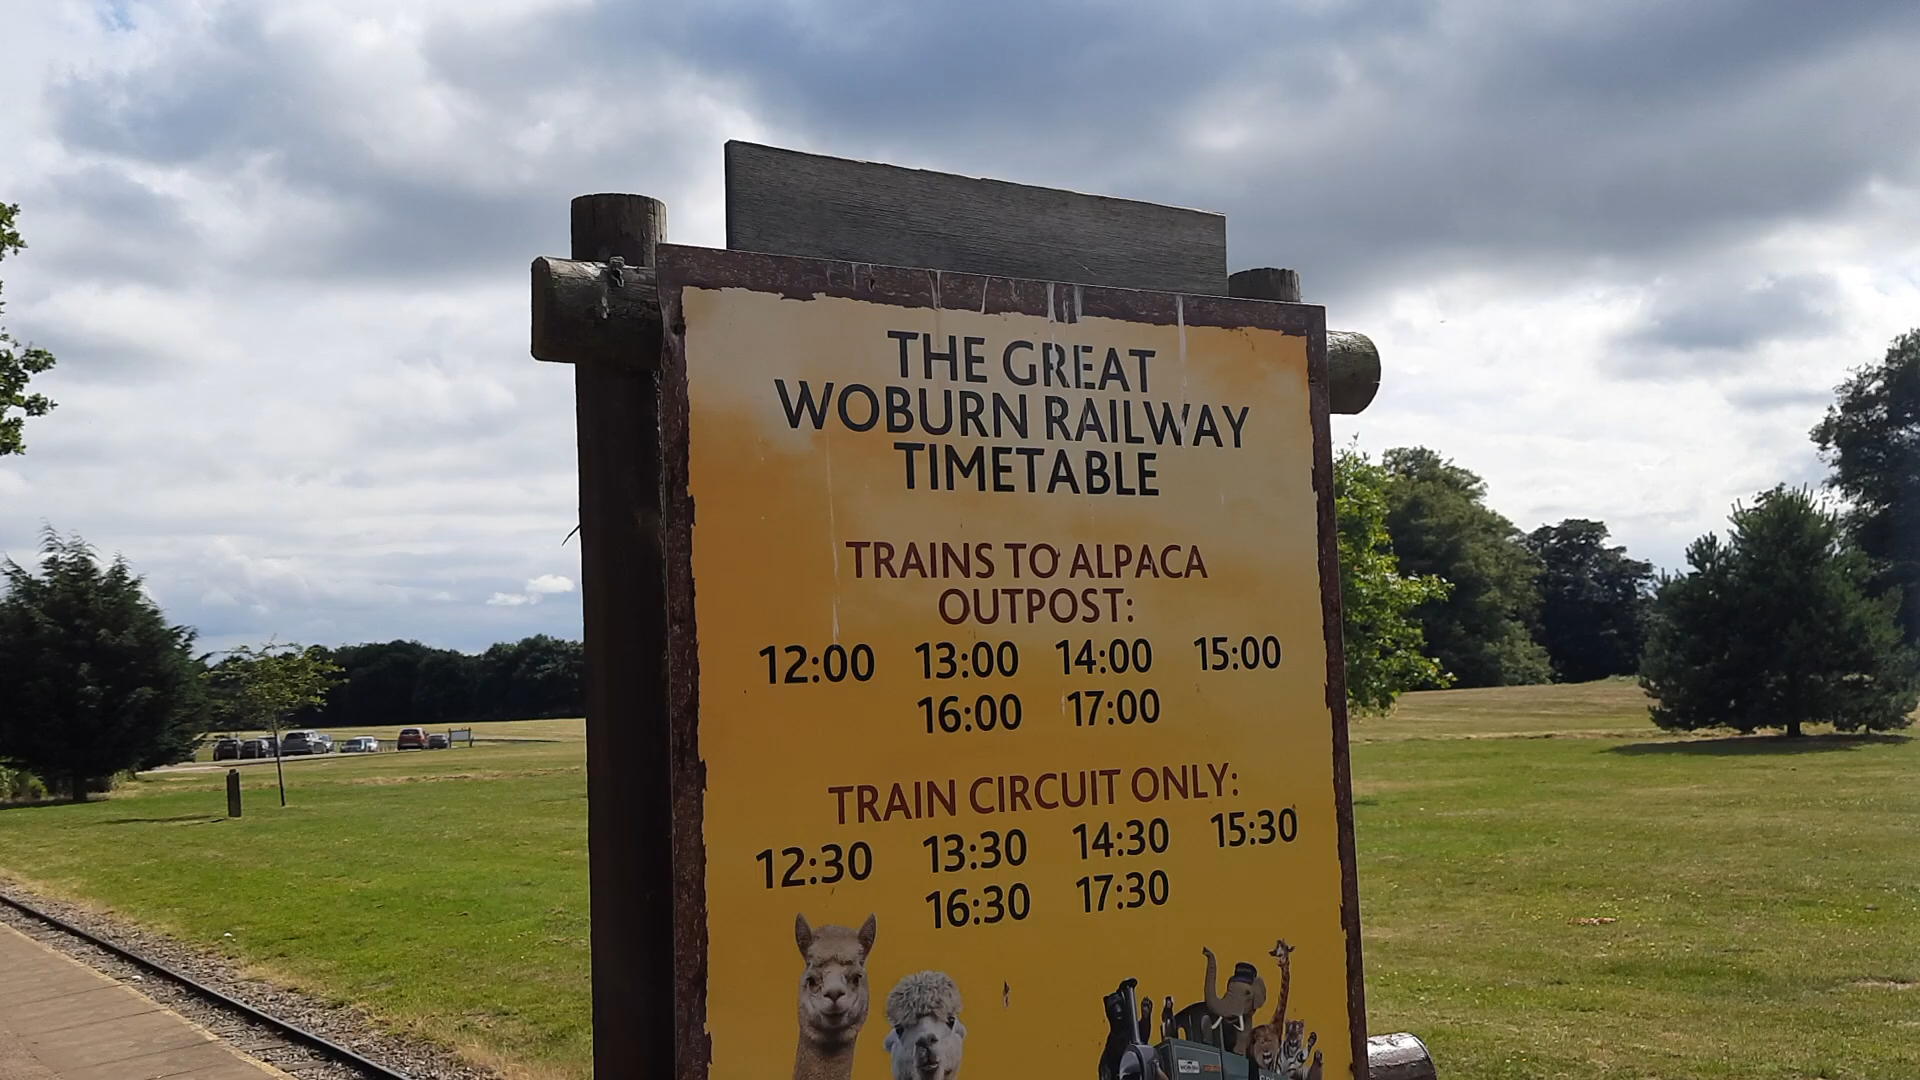 THE GREAT
WOBURN RAILWAY
TIMETABLE
TRAINS TO ALPACA
OUTPOST:
12:00 13:00 14:00 15:00
16:00 17:00
TRAIN CIRCUIT ONLY:
12:30 13:30 14:30 15:30
16:30 17:30